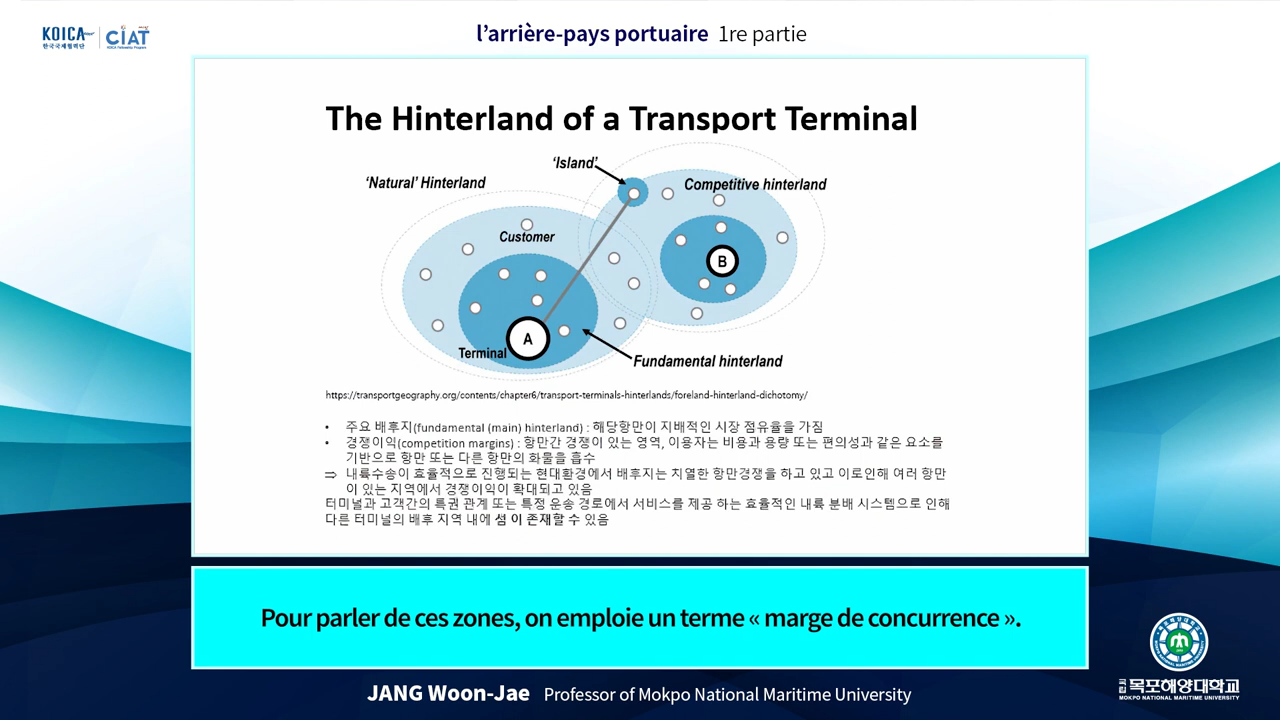 KOICA
한국국제협력단
CIAT
KOICA Fellowship Program
l'arrière-pays portuaire 1re partie
The Hinterland of a Transport Terminal
'Island'
'Natural' Hinterland
Competitive hinterland
Customer
B
A
Terminal
Fundamental hinterland
https://transportgeography.org/contents/chapter6/transport-terminals-hinterlands/foreland-hinterland-dichotomy/
• 주요 배후지(fundamental (main) hinterland) : 해당항만이 지배적인 시장 점유율을 가짐
• 경쟁이익(competition margins) : 항만간 경쟁이 있는 영역, 이용자는 비용과 용량 또는 편의성과 같은 요소를
기반으로 항만 또는 다른 항만의 화물을 흡수
⇒ 내륙수송이 효율적으로 진행되는 현대환경에서 배후지는 치열한 항만경쟁을 하고 있고 이로인해 여러 항만
이 있는 지역에서 경쟁이익이 확대되고 있음
터미널과 고객간의 특권 관계 또는 특정 운송 경로에서 서비스를 제공 하는 효율적인 내륙 분배 시스템으로 인해
다른 터미널의 배후 지역 내에 섬 이 존재할 수 있음
Pour parler de ces zones, on emploie un terme « marge de concurrence ».
JANG Woon-Jae Professor of Mokpo National Maritime University
국립 목포해양대학교
MOKPO NATIONAL MARITIME UNIVERSITY